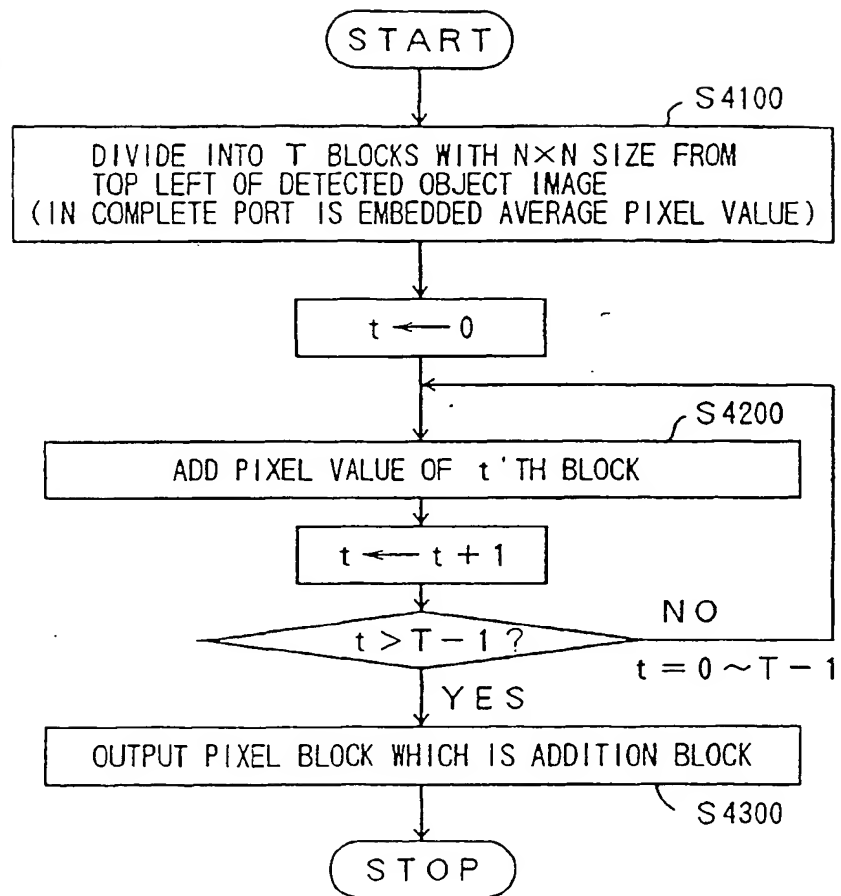 START
S4100
DIVIDE INTO T BLOCKS WITH N×N SIZE FROM
TOP LEFT OF DETECTED OBJECT IMAGE
(IN COMPLETE PORT IS EMBEDDED AVERAGE PIXEL VALUE)
t ← 0
S4200
ADD PIXEL VALUE OF t'TH BLOCK
t ← t + 1
t > T - 1 ?
NO
t = 0 ~ T - 1
YES
OUTPUT PIXEL BLOCK WHICH IS ADDITION BLOCK
S4300
STOP